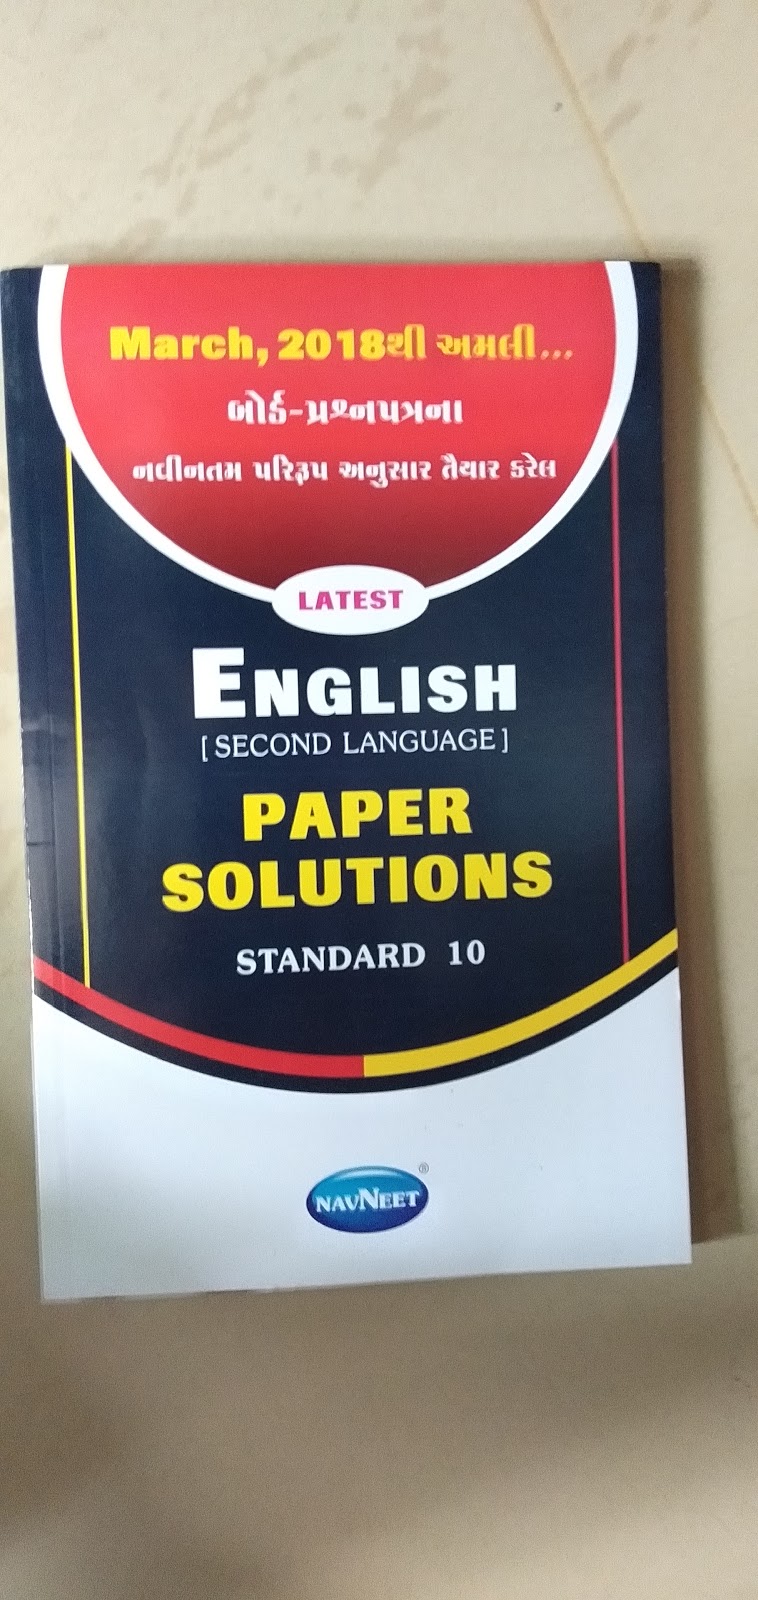 March, 2018થી અમલી...
બોર્ડ-પ્રશ્નપત્રના
નવીનતમ પરિરૂપ અનુસાર તૈયાર કરેલ
LATEST
ENGLISH
[SECOND LANGUAGE]
PAPER
SOLUTIONS
STANDARD 10
NAVNEET®